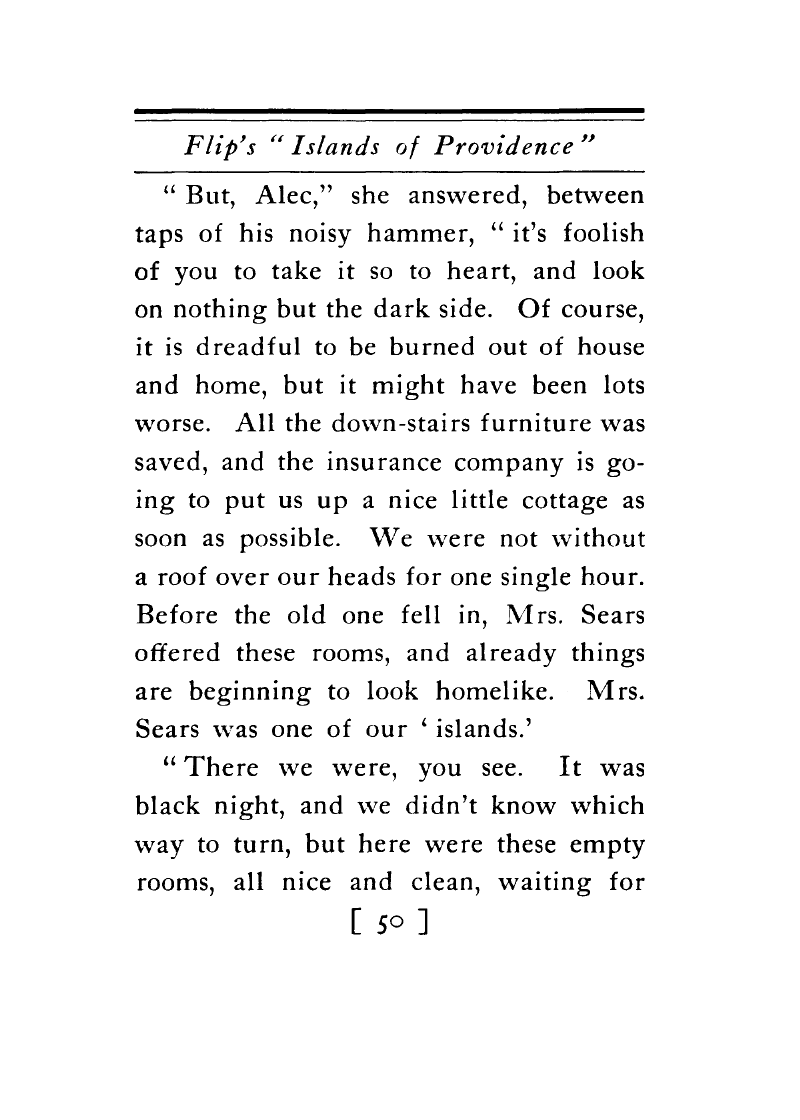 Flip's “ Islands of Providence ”
“ But, Alec,” she answered, between
taps of his noisy hammer, “ it's foolish
of you to take it so to heart, and look
on nothing but the dark side. Of course,
it is dreadful to be burned out of house
and home, but it might have been lots
worse. All the down-stairs furniture was
saved, and the insurance company is go-
ing to put us up a nice little cottage as
soon as possible. We were not without
a roof over our heads for one single hour.
Before the old one fell in, Mrs. Sears
offered these rooms, and already things
are beginning to look homelike. Mrs.
Sears was one of our ‘ islands.’
“ There we were, you see. It was
black night, and we didn't know which
way to turn, but here were these empty
rooms, all nice and clean, waiting for
[ 50 ]